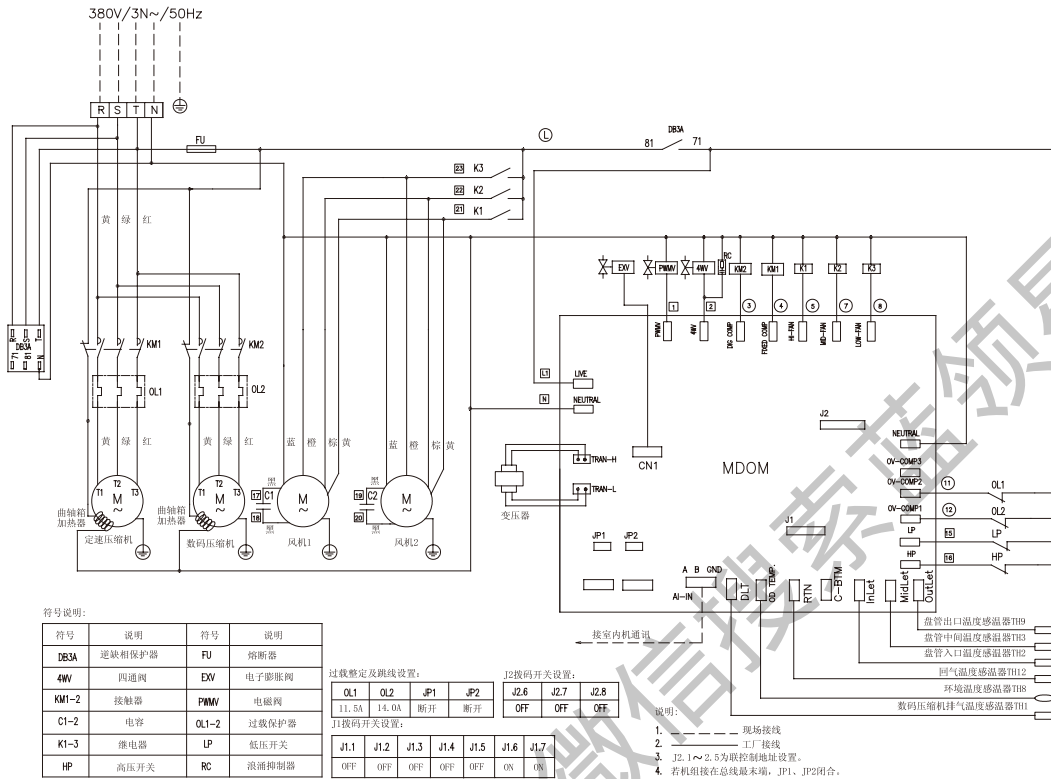 380V/3N~/50Hz
R S T N
FU
L
81 DB3A 71
23 K3
22 K2
21 K1
黄 绿 红
RC
EXV PWMV 4WV KM2 KM1 K1 K2 K3
1 2 3 4 5 7 8
PWMV 4WV DIG COMP FIXED COMP HI-FAN MID-FAN LOW-FAN
R S T
DB3A
71 81 N
KM1 KM2
OL1 OL2
L1 LIVE
N NEUTRAL
J2
CN1
MDOM
NEUTRAL
OV-COMP3
OV-COMP2 11 OL1
OV-COMP1 12 OL2
LP 15 LP
HP 16 HP
黄 绿 红 黄 绿 红 蓝 橙 棕 黄 蓝 橙 棕 黄
TRAN-H
TRAN-L
变压器
T1 T2 T3 M ~
T1 T2 T3 M ~
黑 17 C1 18 黑 M ~
黑 19 C2 20 黑 M ~
曲轴箱
加热器
定速压缩机
曲轴箱
加热器
数码压缩机
风机1
风机2
J1
JP1 JP2
A B GND
AI-IN
DLT OD TEMP. RTN C-BTM InLet MidLet OutLet
接室内机通讯
盘管出口温度感温器TH9
盘管中间温度感温器TH3
盘管入口温度感温器TH2
回气温度感温器TH12
环境温度感温器TH8
数码压缩机排气温度感温器TH1
符号说明:
符号 说明 符号 说明
DB3A 逆缺相保护器 FU 熔断器
4WV 四通阀 EXV 电子膨胀阀
KM1-2 接触器 PWMV 电磁阀
C1-2 电容 OL1-2 过载保护器
K1-3 继电器 LP 低压开关
HP 高压开关 RC 浪涌抑制器
过载整定及跳线设置:
OL1 OL2 JP1 JP2
11.5A 14.0A 断开 断开
J1拨码开关设置:
J1.1 J1.2 J1.3 J1.4 J1.5 J1.6 J1.7
OFF OFF OFF OFF OFF ON ON
J2拨码开关设置:
J2.6 J2.7 J2.8
OFF OFF OFF
说明:
1. 现场接线
2. 工厂接线
3. J2.1~2.5为联控制地址设置。
4. 若机组接在总线最末端，JP1、JP2闭合。
微信搜索蓝领星